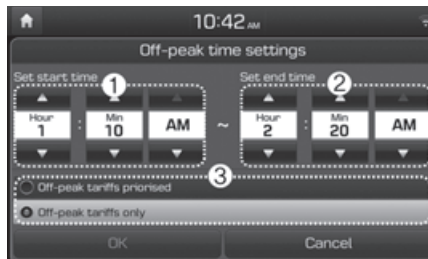 10:42 AM
Off-peak time settings
Set start time
1
Set end time
2
Hour
1
:
Min
10
AM
~
Hour
2
:
Min
20
AM
3
Off-peak tariffs priorised
Off-peak tariffs only
OK
Cancel